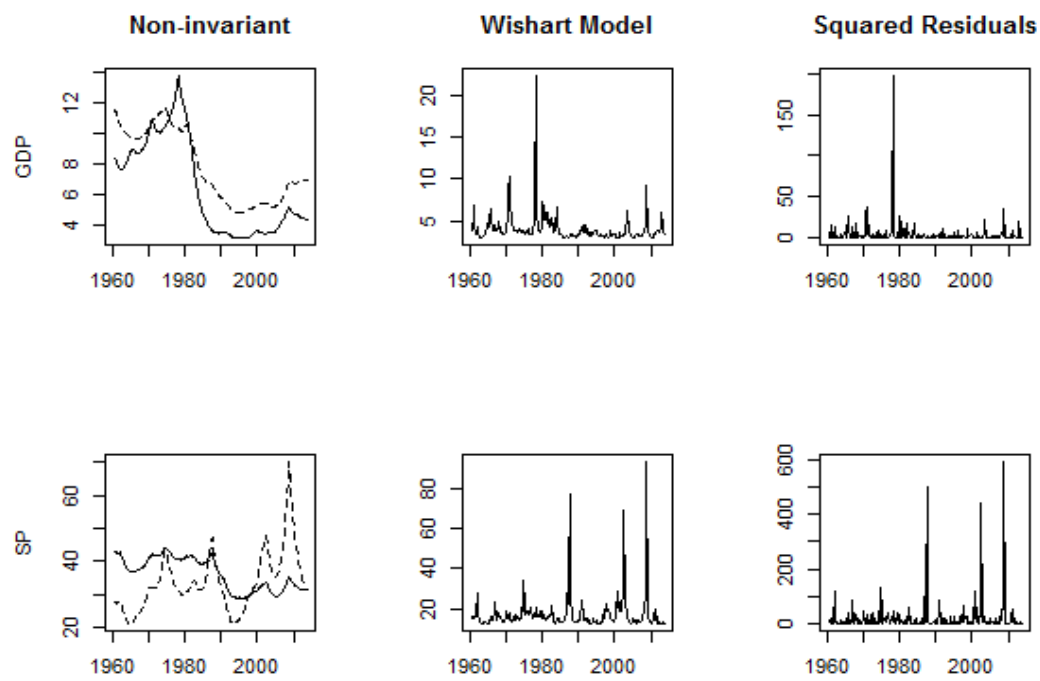 Non-invariant Wishart Model Squared Residuals
GDP
4 6 8 12
5 10 15 20
0 50 150
1960 1980 2000 1960 1980 2000 1960 1980 2000
SP
20 40 60
20 40 60 80
0 200 400 600
1960 1980 2000 1960 1980 2000 1960 1980 2000